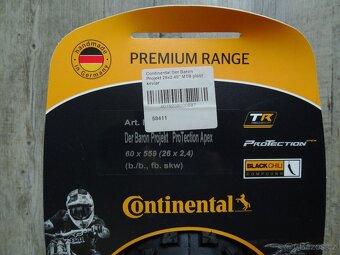 handmade
in Germany
PREMIUM RANGE
Continental Der Baron
Projekt 26x2.40" MTB plášť
kevlar
58411
Art.
Der Baron Projekt ProTection Apex
60 x 559 (26 x 2,4)
(b./b., fb. skw)
TR
PROTECTION
BLACKCHILI
COMPOUND
Continental